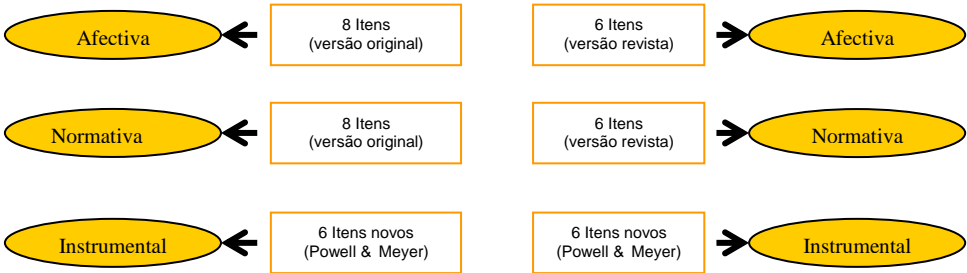 Afectiva
8 Itens
(versão original)
6 Itens
(versão revista)
Afectiva
Normativa
8 Itens
(versão original)
6 Itens
(versão revista)
Normativa
Instrumental
6 Itens novos
(Powell & Meyer)
6 Itens novos
(Powell & Meyer)
Instrumental